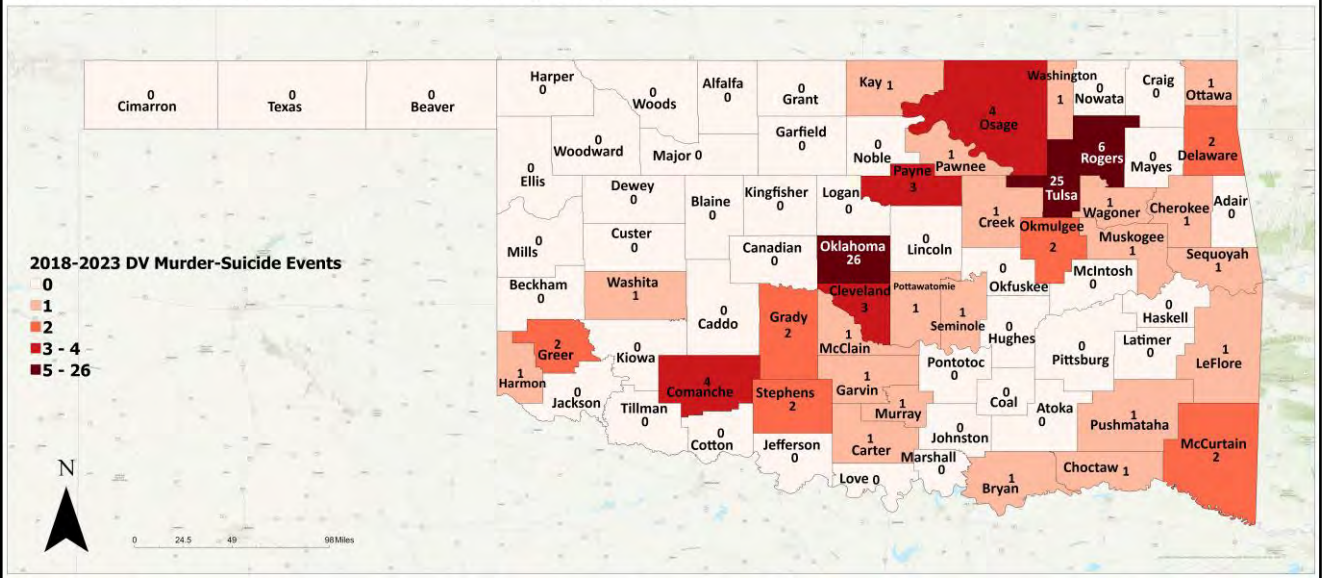 0
Cimarron
0
Texas
0
Beaver
Harper
0
0
Woods
Alfalfa
0
0
Grant
Kay 1
4
Osage
Washington
1
0
Nowata
Craig
0
1
Ottawa
0
Ellis
0
Woodward
Major 0
Garfield
0
0
Noble
1
Pawnee
Payne
3
25
Tulsa
6
Rogers
0
Mayes
2
Delaware
Dewey
0
Blaine
0
Kingfisher
0
Logan
0
1
Creek
1
Wagoner
Cherokee
1
Adair
0
0
Mills
Custer
0
Canadian
0
Oklahoma
26
0
Lincoln
Okmulgee
2
Muskogee
1
Sequoyah
1
2018-2023 DV Murder-Suicide Events
0
1
2
3 - 4
5 - 26
Beckham
0
Washita
1
0
Caddo
Grady
2
Cleveland
3
Pottawatomie
1
1
Seminole
0
Okfuskee
McIntosh
0
0
Haskell
2
Greer
0
Kiowa
1
McClain
0
Hughes
0
Pittsburg
Latimer
0
1
LeFlore
1
Harmon
0
Jackson
4
Comanche
Stephens
2
1
Garvin
Pontotoc
0
0
Coal
Tillman
0
0
Cotton
Jefferson
0
1
Murray
1
Carter
0
Johnston
Atoka
0
1
Pushmataha
McCurtain
2
Love 0
Marshall
0
1
Bryan
Choctaw 1
N
0 24.5 49 98 Miles